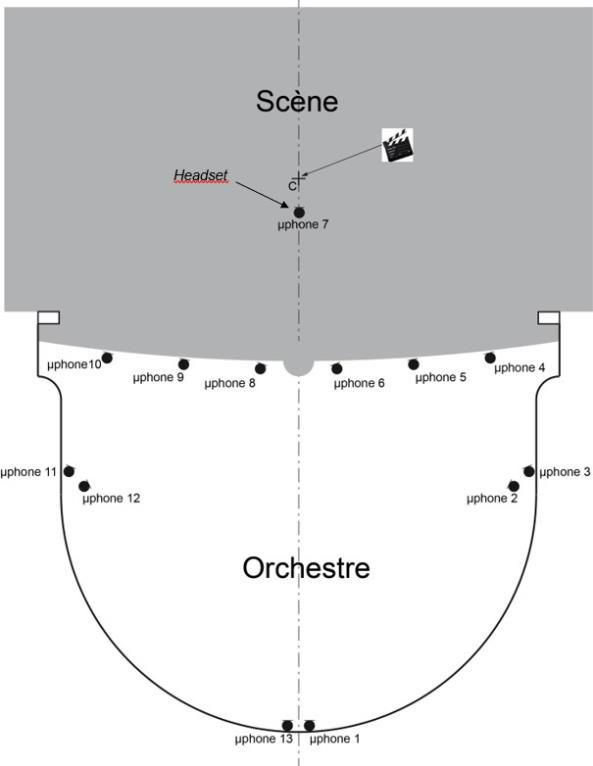 Scène
C
Headset
μphone 7
μphone10
μphone 9
μphone 8
μphone 6
μphone 5
μphone 4
μphone 11
μphone 3
μphone 12
μphone 2
Orchestre
μphone 13
μphone 1